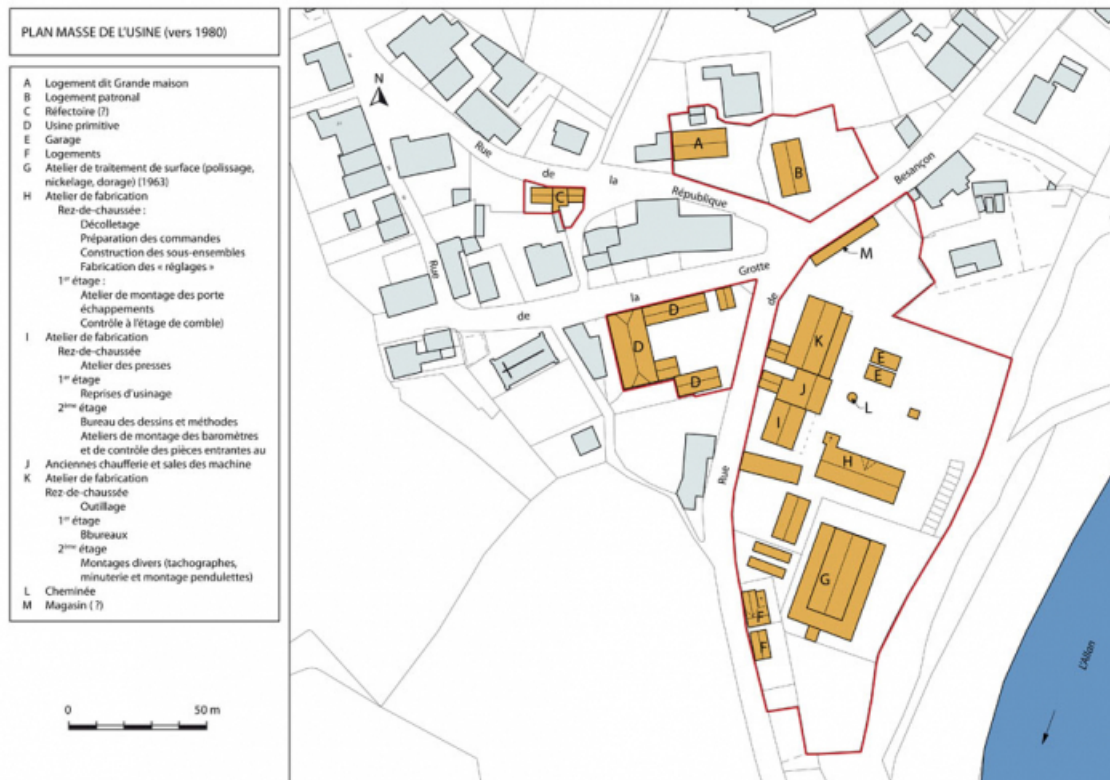 PLAN MASSE DE L'USINE (vers 1980)
A Logement dit Grande maison
B Logement patronal
C Réfectoire (?)
D Usine primitive
E Garage
F Logements
G Atelier de traitement de surface (polissage,
nickelage, dorage) (1963)
H Atelier de fabrication
Rez-de-chaussée :
Décolletage
Préparation des commandes
Construction des sous-ensembles
Fabrication des « réglages »
1er étage :
Atelier de montage des porte
échappements
Contrôle à l'étage de comble)
I Atelier de fabrication
Rez-de-chaussée
Atelier des presses
1er étage
Reprises d'usinage
2ème étage
Bureau des dessins et méthodes
Ateliers de montage des baromètres
et de contrôle des pièces entrantes au
J Anciennes chaufferie et sales des machine
K Atelier de fabrication
Rez-de-chaussée
Outillage
1er étage
Bbureaux
2ème étage
Montages divers (tachographes,
minuterie et montage pendulettes)
L Cheminée
M Magasin (?)
0 50 m
N
Rue
de
la
République
A
B
C
Besançon
M
Rue
de
la
Grotte
de
D
D
D
K
E
E
J
L
I
H
Rue
G
F
F
L'Allan